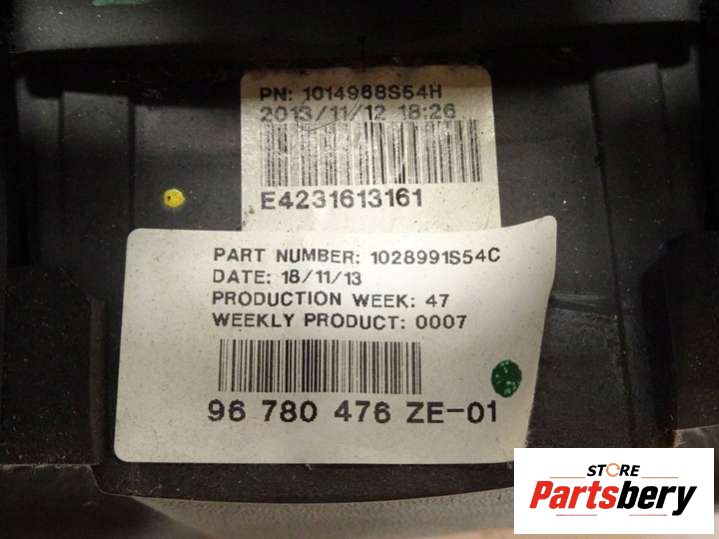 PN: 1014968S54H
2013/11/12 18:26
E4231613161
PART NUMBER: 1028991S54C
DATE: 18/11/13
PRODUCTION WEEK: 47
WEEKLY PRODUCT: 0007
96 780 476 ZE-01
STORE
Partsbery